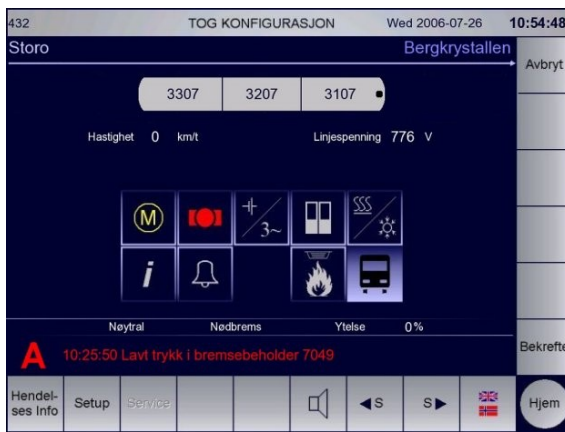 432 TOG KONFIGURASJON Wed 2006-07-26 10:54:48
Storo Bergkrystallen
Avbryt
3307 3207 3107
Hastighet 0 km/t Linjespenning 776 V
M
3~
i
Nøytral Nødbrems Ytelse 0%
A 10:25:50 Lavt trykk i bremsebeholder 7049
Bekrefte
Hendel-
ses Info Setup Service S S Hjem